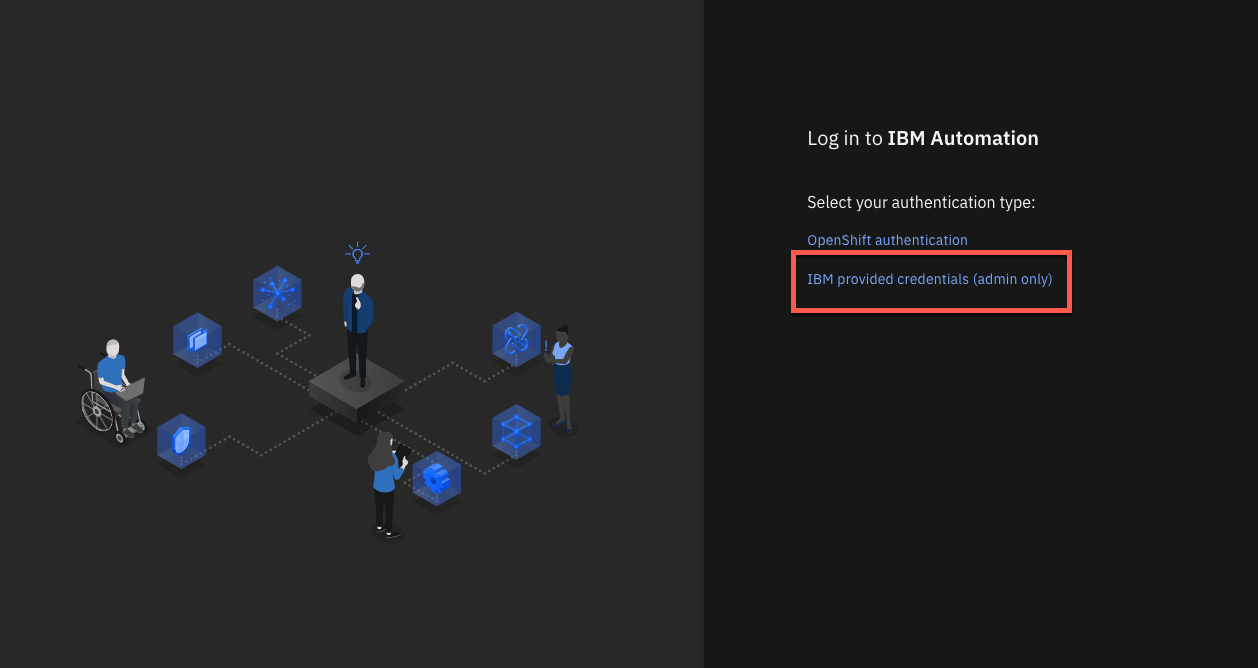 Log in to IBM Automation
Select your authentication type:
OpenShift authentication
IBM provided credentials (admin only)